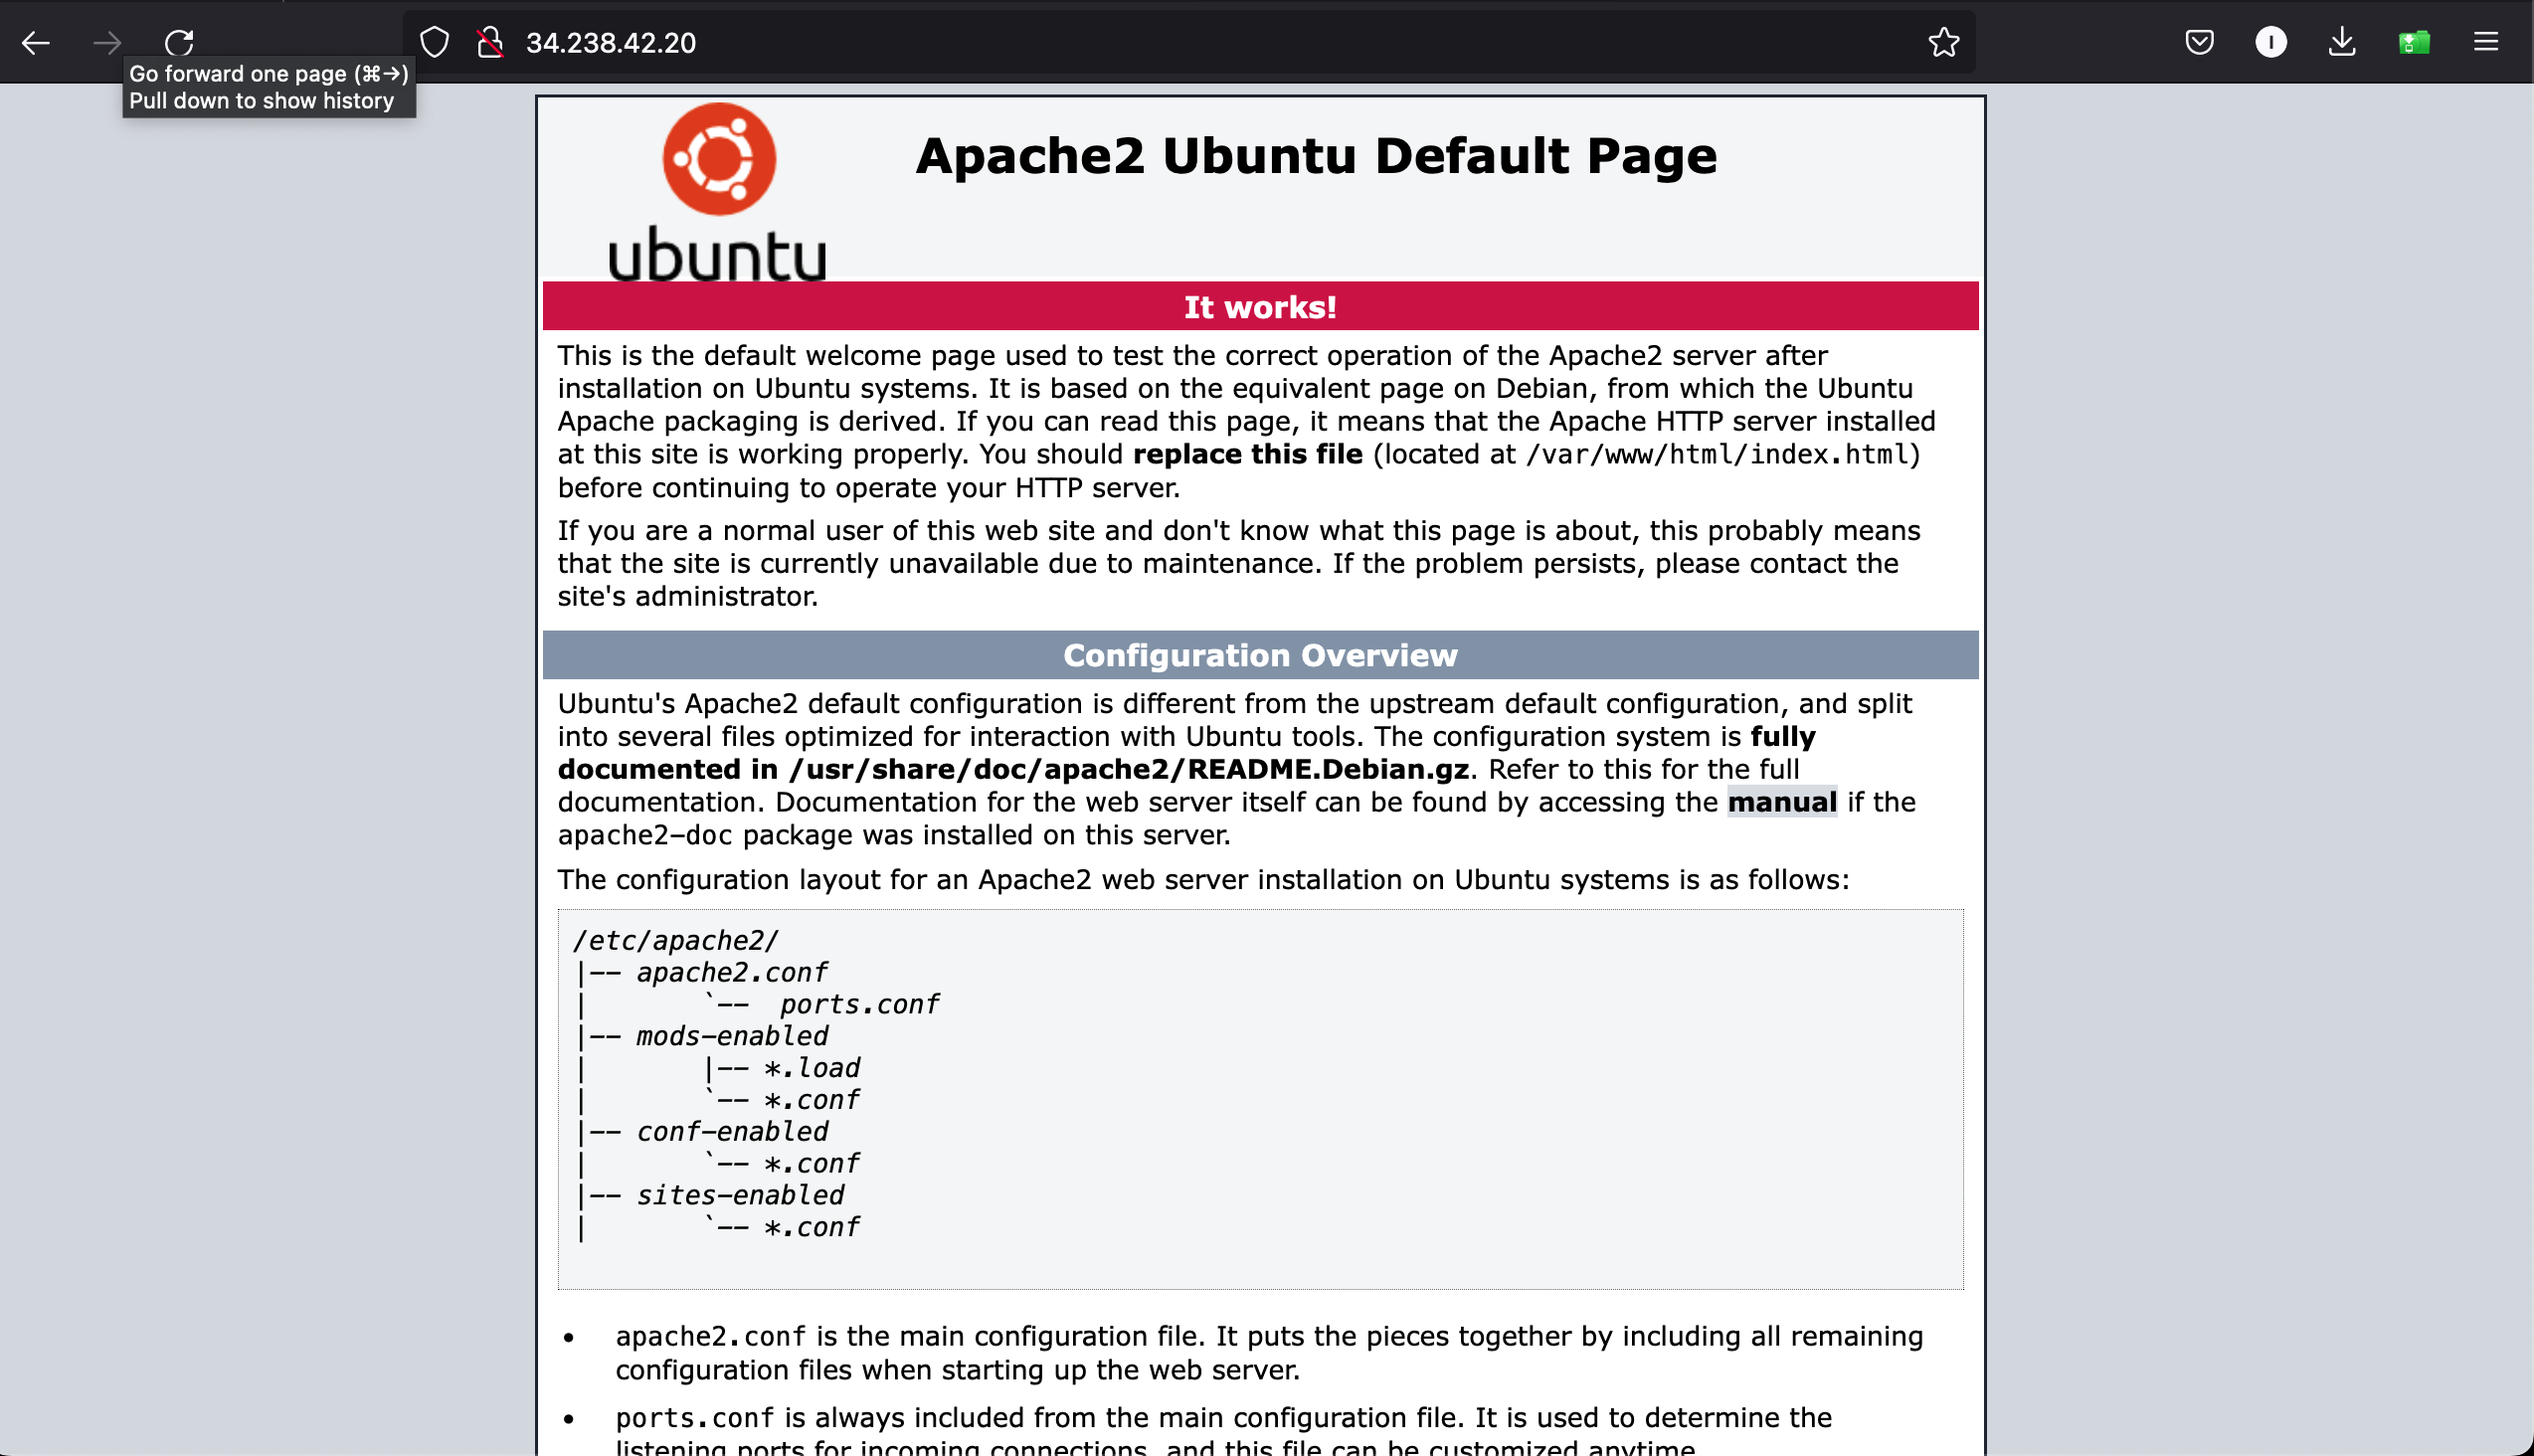 34.238.42.20
Go forward one page (⌘→)
Pull down to show history
ubuntu
Apache2 Ubuntu Default Page
It works!
This is the default welcome page used to test the correct operation of the Apache2 server after
installation on Ubuntu systems. It is based on the equivalent page on Debian, from which the Ubuntu
Apache packaging is derived. If you can read this page, it means that the Apache HTTP server installed
at this site is working properly. You should replace this file (located at /var/www/html/index.html)
before continuing to operate your HTTP server.
If you are a normal user of this web site and don't know what this page is about, this probably means
that the site is currently unavailable due to maintenance. If the problem persists, please contact the
site's administrator.
Configuration Overview
Ubuntu's Apache2 default configuration is different from the upstream default configuration, and split
into several files optimized for interaction with Ubuntu tools. The configuration system is fully
documented in /usr/share/doc/apache2/README.Debian.gz. Refer to this for the full
documentation. Documentation for the web server itself can be found by accessing the manual if the
apache2-doc package was installed on this server.
The configuration layout for an Apache2 web server installation on Ubuntu systems is as follows:
/etc/apache2/
|-- apache2.conf
|       `--  ports.conf
|-- mods-enabled
|       |-- *.load
|       `-- *.conf
|-- conf-enabled
|       `-- *.conf
|-- sites-enabled
|       `-- *.conf
• apache2.conf is the main configuration file. It puts the pieces together by including all remaining
configuration files when starting up the web server.
• ports.conf is always included from the main configuration file. It is used to determine the
listening ports for incoming connections, and this file can be customized anytime.